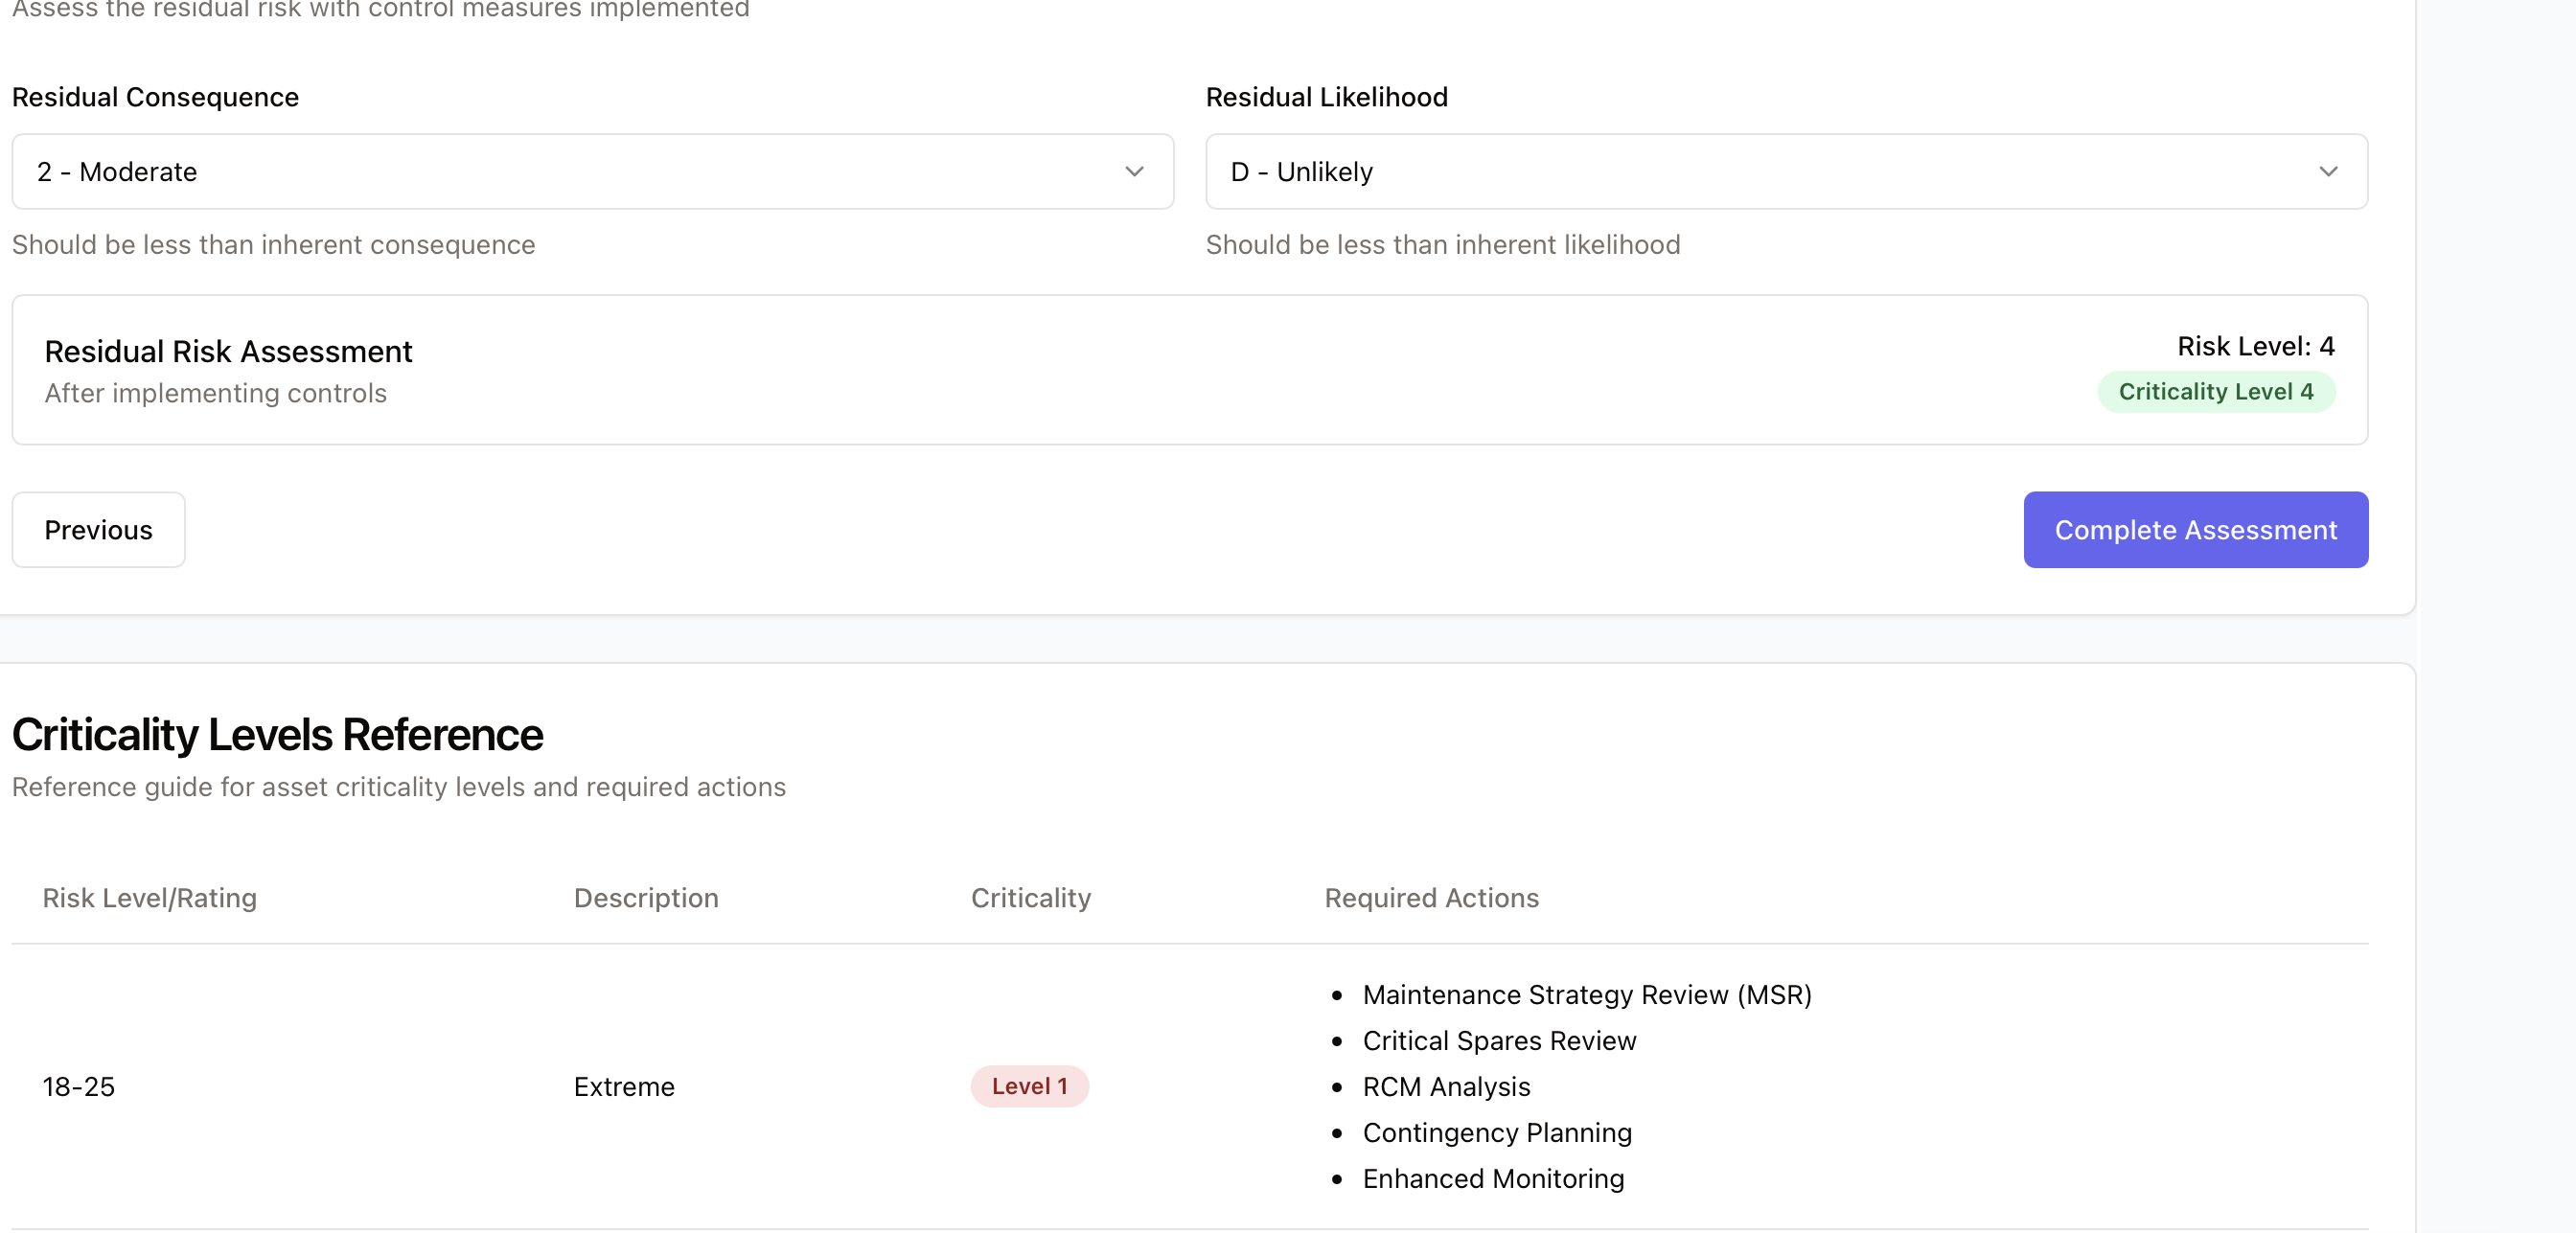 Assess the residual risk with control measures implemented
Residual Consequence
Residual Likelihood
2 - Moderate
D - Unlikely
Should be less than inherent consequence
Should be less than inherent likelihood
Residual Risk Assessment
After implementing controls
Risk Level: 4
Criticality Level 4
Previous
Complete Assessment
Criticality Levels Reference
Reference guide for asset criticality levels and required actions
Risk Level/Rating
Description
Criticality
Required Actions
18-25
Extreme
Level 1
Maintenance Strategy Review (MSR)
Critical Spares Review
RCM Analysis
Contingency Planning
Enhanced Monitoring